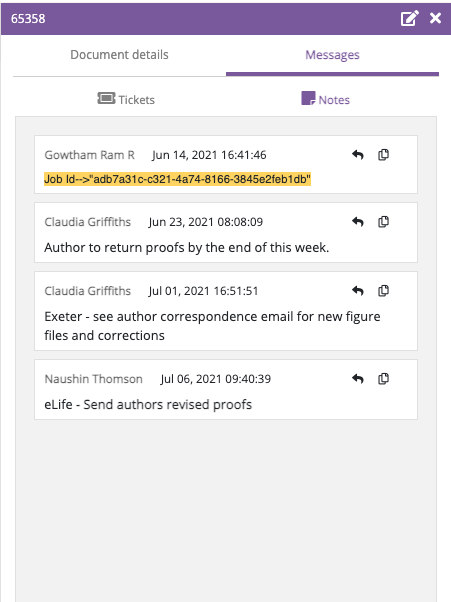 65358
Document details Messages
Tickets Notes
Gowtham Ram R Jun 14, 2021 16:41:46
Job Id-->"adb7a31c-c321-4a74-8166-3845e2feb1db"
Claudia Griffiths Jun 23, 2021 08:08:09
Author to return proofs by the end of this week.
Claudia Griffiths Jul 01, 2021 16:51:51
Exeter - see author correspondence email for new figure
files and corrections
Naushin Thomson Jul 06, 2021 09:40:39
eLife - Send authors revised proofs